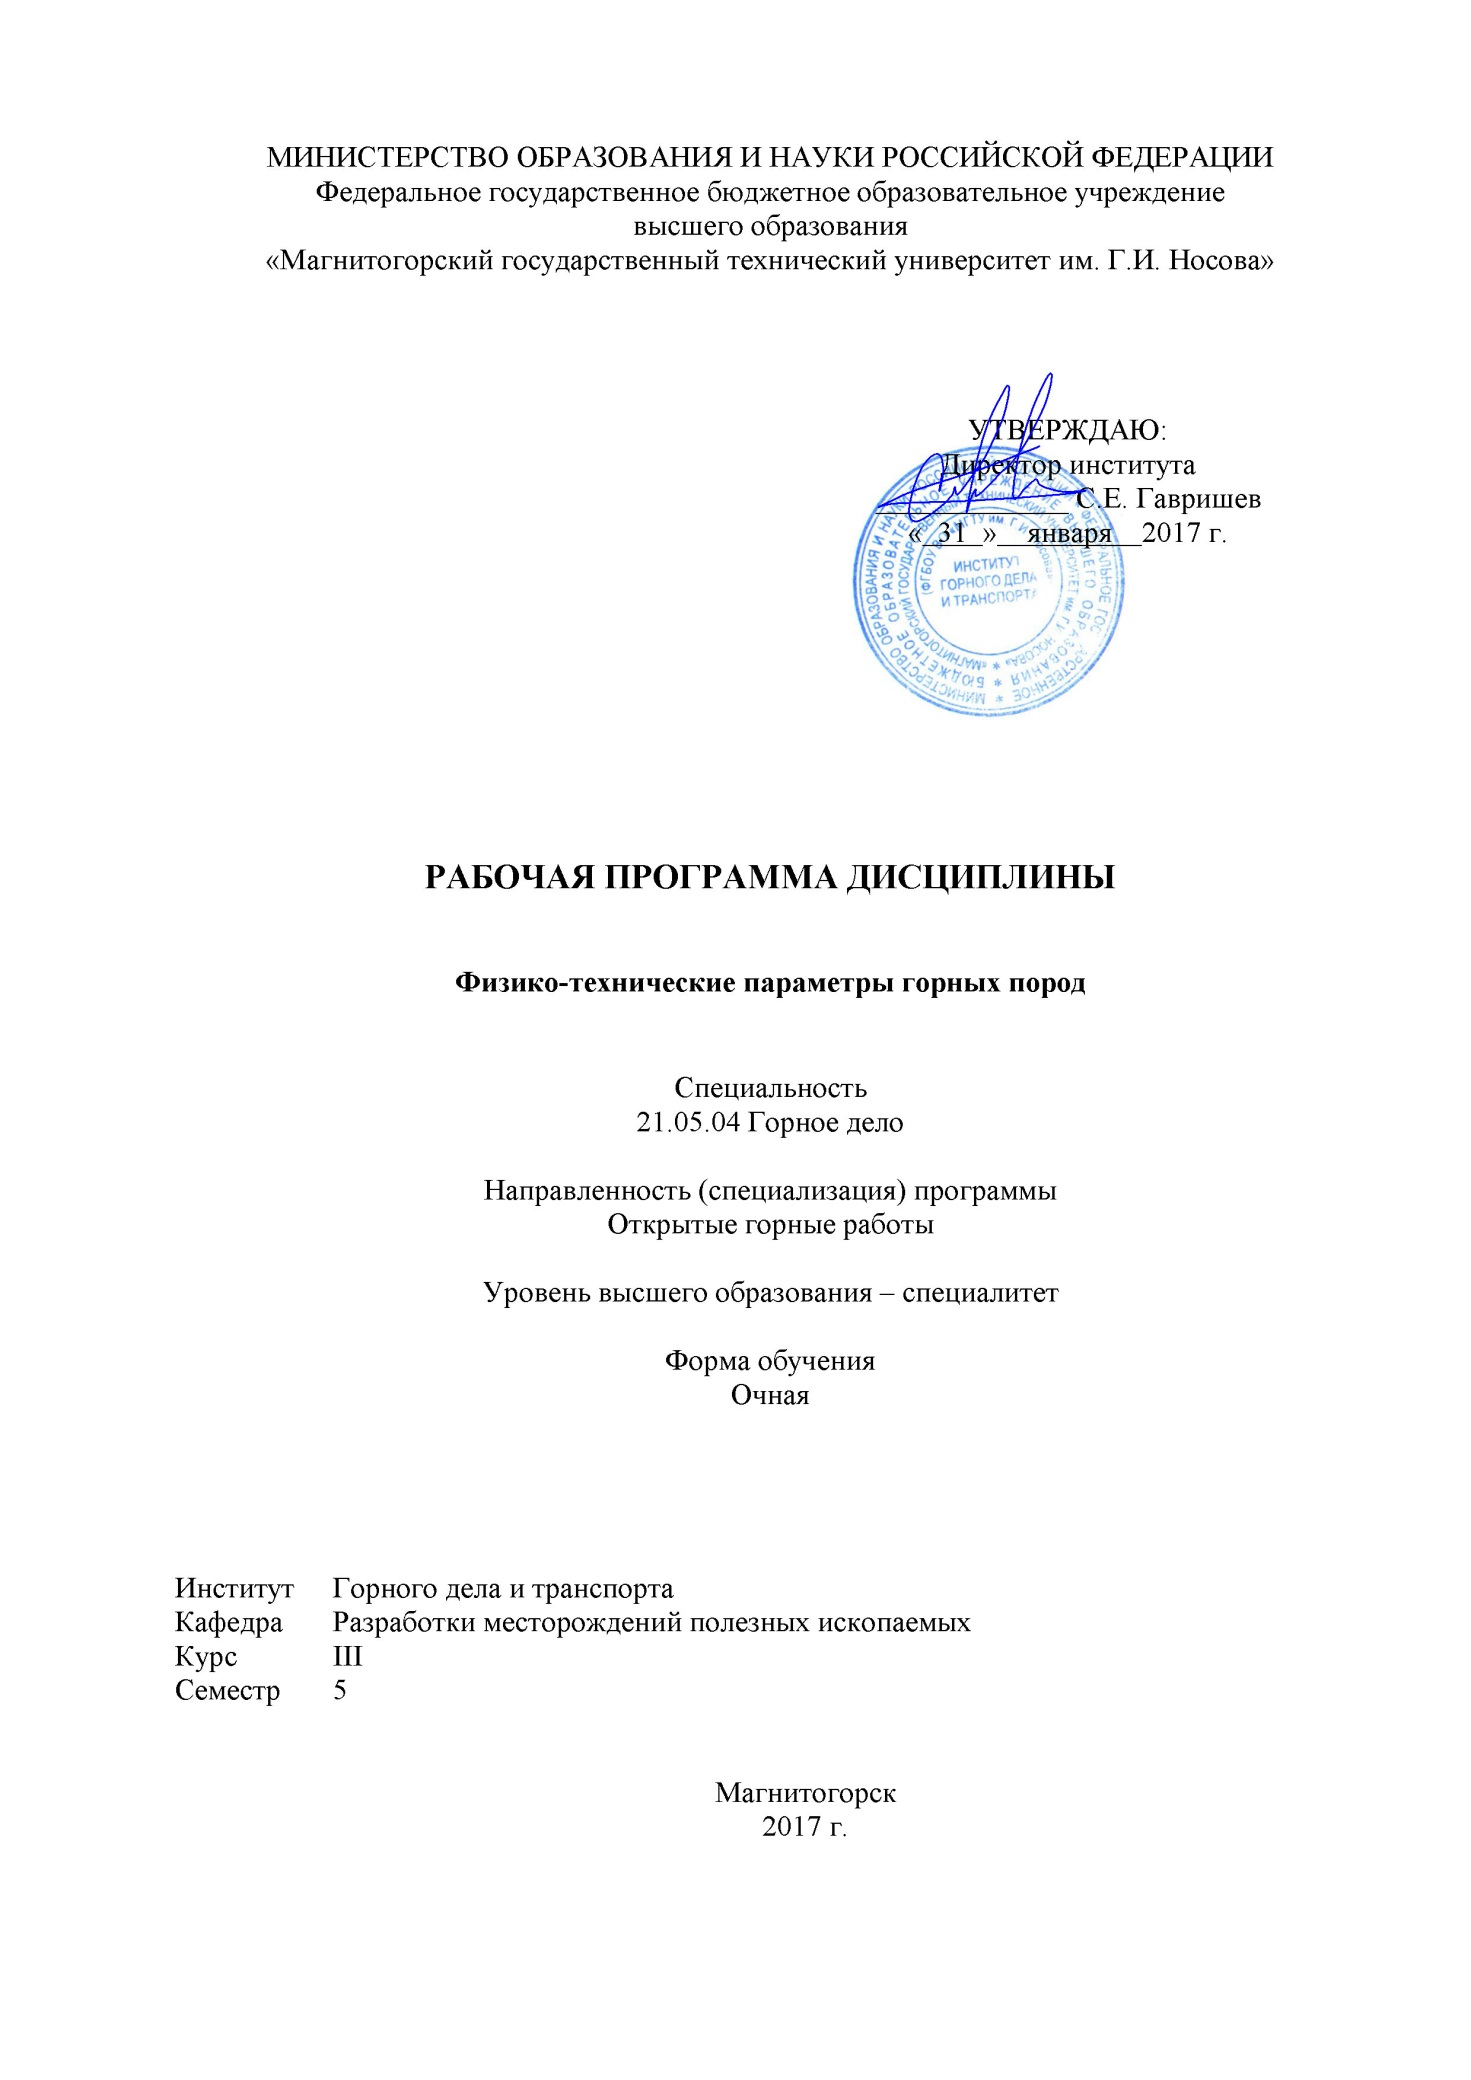 МИНИСТЕРСТВО ОБРАЗОВАНИЯ И НАУКИ РОССИЙСКОЙ ФЕДЕРАЦИИ
Федеральное государственное бюджетное образовательное учреждение
высшего образования
«Магнитогорский государственный технический университет им. Г.И. Носова»
УТВЕРЖДАЮ:
Директор института
С.Е. Гавришев
«_31_»__января__2017 г.
ИНСТИТУТ
ГОРНОГО ДЕЛА
И ТРАНСПОРТА
РАБОЧАЯ ПРОГРАММА ДИСЦИПЛИНЫ
Физико-технические параметры горных пород
Специальность
21.05.04 Горное дело
Направленность (специализация) программы
Открытые горные работы
Уровень высшего образования – специалитет
Форма обучения
Очная
Институт Горного дела и транспорта
Кафедра Разработки месторождений полезных ископаемых
Курс III
Семестр 5
Магнитогорск
2017 г.